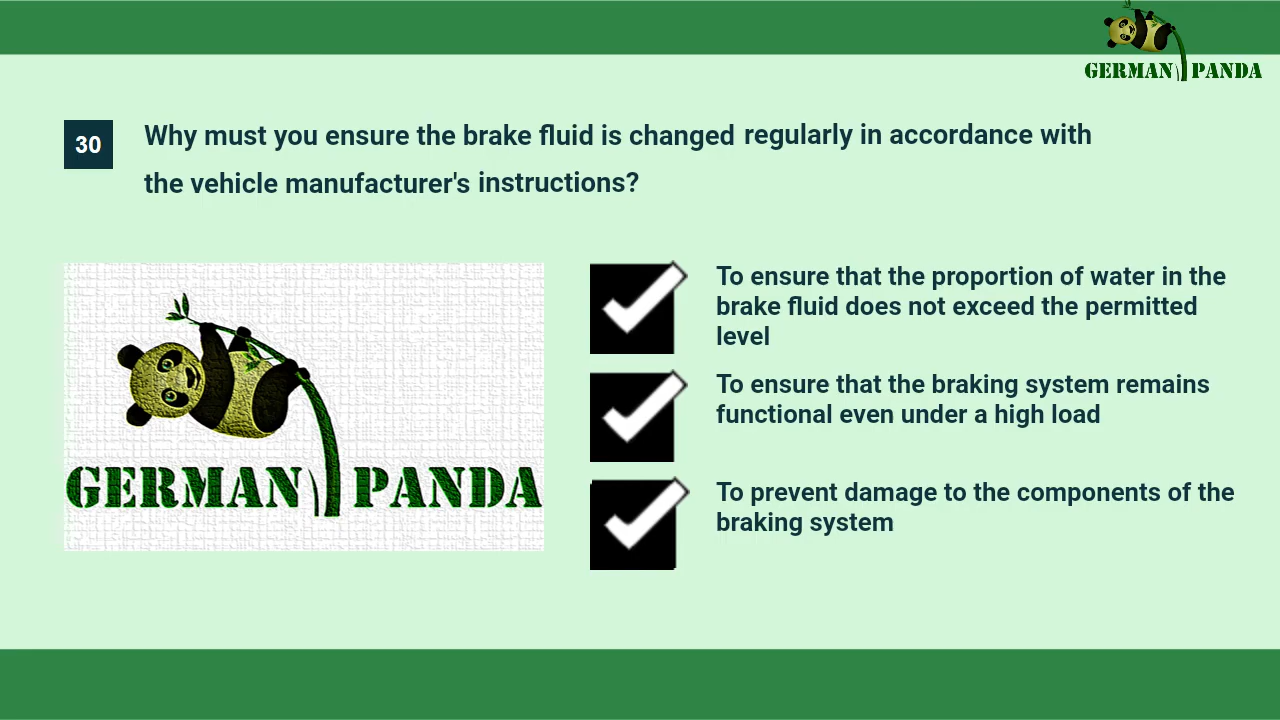 GERMAN PANDA
30
Why must you ensure the brake fluid is changed regularly in accordance with
the vehicle manufacturer's instructions?
GERMAN PANDA
To ensure that the proportion of water in the
brake fluid does not exceed the permitted
level
To ensure that the braking system remains
functional even under a high load
To prevent damage to the components of the
braking system